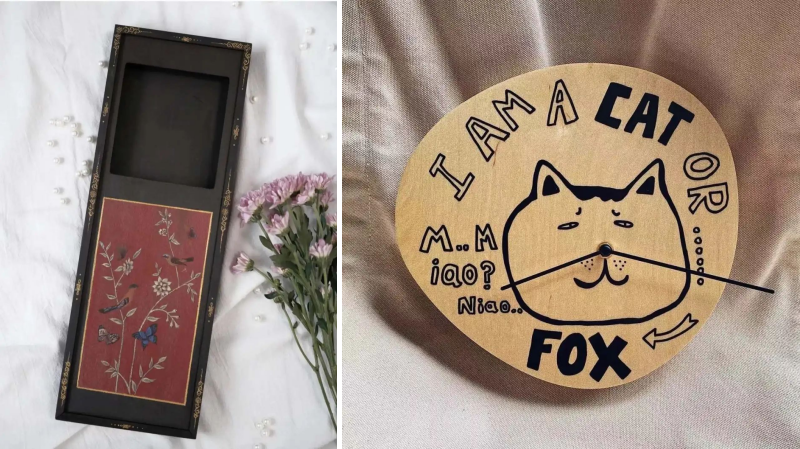 I AM A CAT OR
M..M
iao?
Niao..
FOX